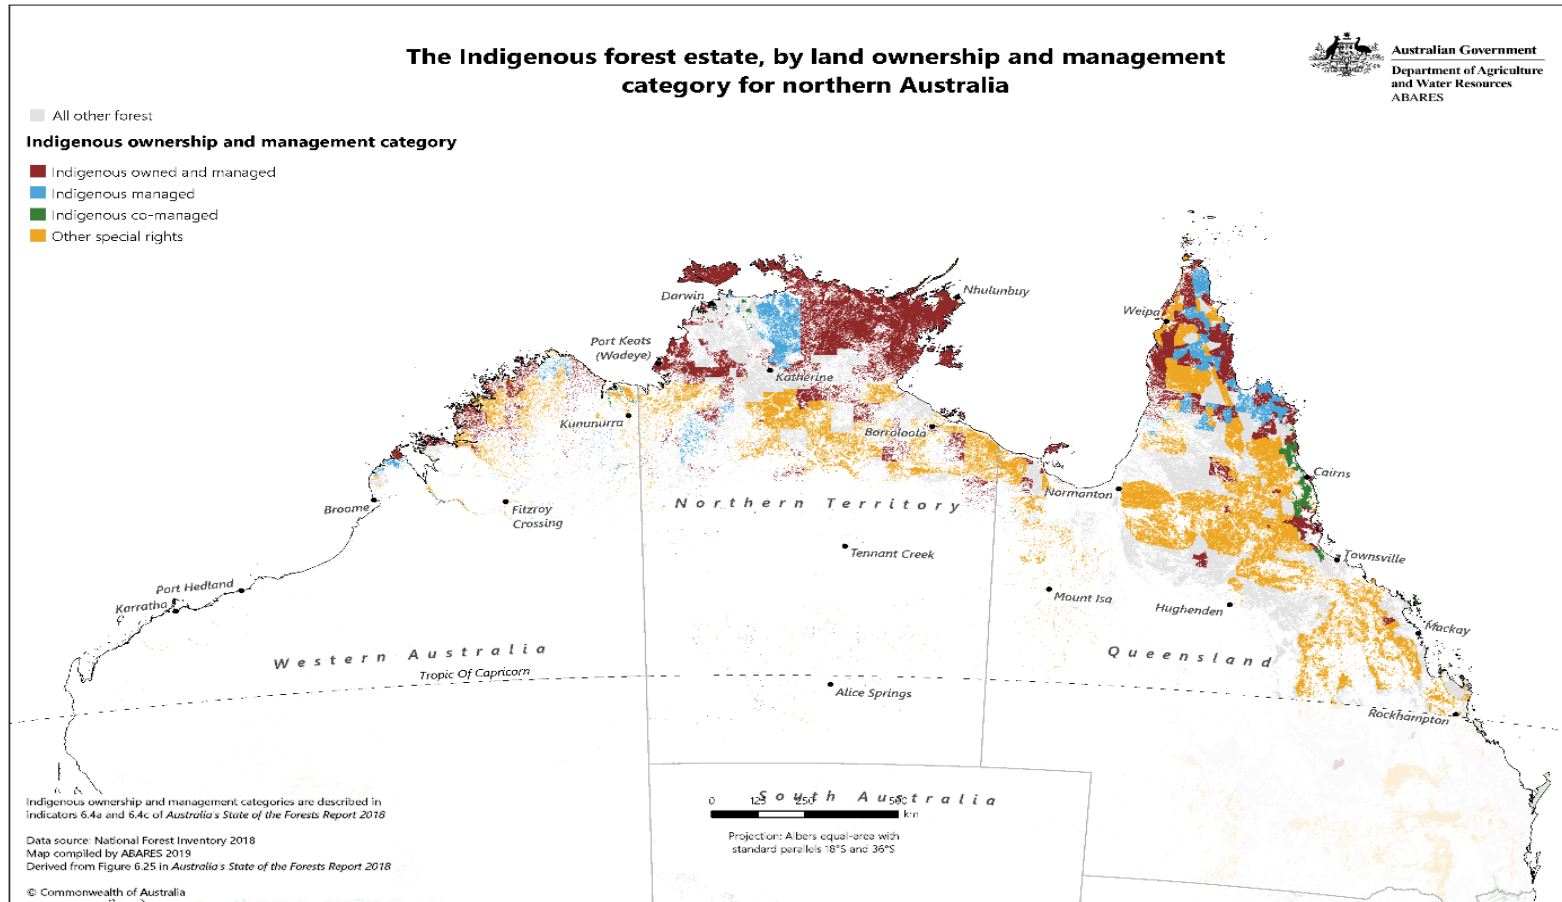 The Indigenous forest estate, by land ownership and management
category for northern Australia
Australian Government
Department of Agriculture
and Water Resources
ABARES
All other forest
Indigenous ownership and management category
Indigenous owned and managed
Indigenous managed
Indigenous co-managed
Other special rights
Darwin
Nhulunbuy
Weipa
Port Keats
(Wadeye)
Katherine
Kununurra
Borroloola
Cairns
Normanton
Northern Territory
Broome
Fitzroy
Crossing
Tennant Creek
Townsville
Port Hedland
Karratha
Mount Isa
Hughenden
Mackay
Western Australia
Queensland
Tropic Of Capricorn
Alice Springs
Rockhampton
South Australia
0 125 250 500
km
Projection: Albers equal-area with
standard parallels 18°S and 36°S
Indigenous ownership and management categories are described in
indicators 6.4a and 6.4c of Australia's State of the Forests Report 2018
Data source: National Forest Inventory 2018
Map compiled by ABARES 2019
Derived from Figure 6.25 in Australia's State of the Forests Report 2018
© Commonwealth of Australia